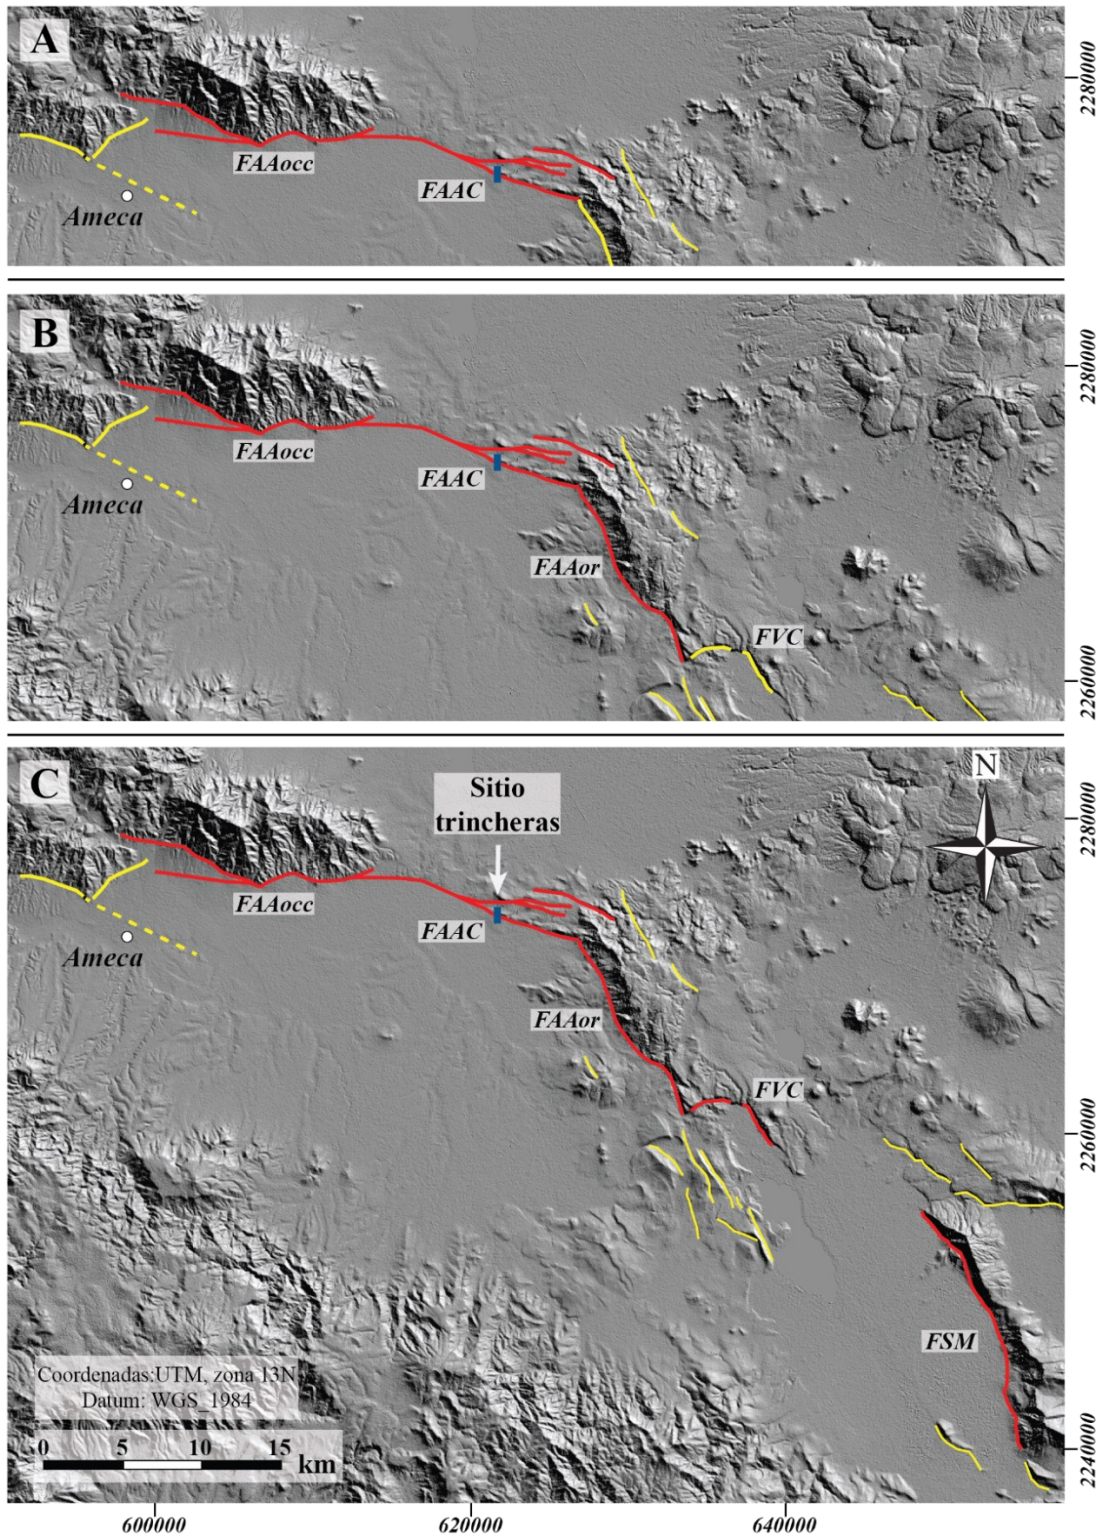 A
2280000
FAAocc
FAAC
Ameca
B
2280000
FAAocc
FAAC
Ameca
FAAor
FVC
2260000
C
Sitio
trincheras
N
2280000
FAAocc
FAAC
Ameca
FAAor
FVC
2260000
FSM
Coordenadas:UTM, zona 13N
Datum: WGS_1984
0 5 10 15
km
2240000
600000 620000 640000